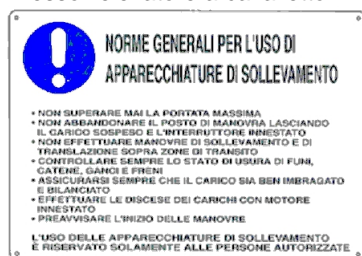 NORME GENERALI PER L'USO DI
APPARECCHIATURE DI SOLLEVAMENTO
• NON SUPERARE MAI LA PORTATA MASSIMA
• NON ABBANDONARE IL POSTO DI MANOVRA LASCIANDO
IL CARICO SOSPESO E L'INTERRUTTORE INNESTATO
• NON EFFETTUARE MANOVRE DI SOLLEVAMENTO E DI
TRANSLAZIONE SOPRA ZONE DI TRANSITO
• CONTROLLARE SEMPRE LO STATO DI USURA DI FUNI,
CATENE, GANCI E FRENI
• ASSICURARSI SEMPRE CHE IL CARICO SIA BEN IMBRAGATO
E BILANCIATO
• EFFETTUARE LE DISCESE DEI CARICHI CON MOTORE
INNESTATO
• PREAVVISARE L'INIZIO DELLE MANOVRE
L'USO DELLE APPARECCHIATURE DI SOLLEVAMENTO
È RISERVATO SOLAMENTE ALLE PERSONE AUTORIZZATE